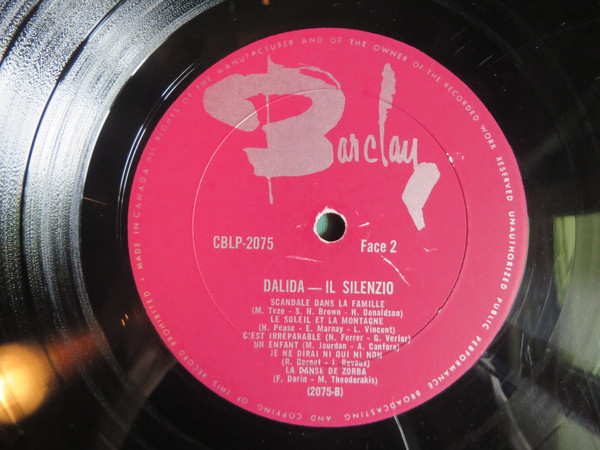 Barclay
CBLP-2075
Face 2
DALIDA — IL SILENZIO
SCANDALE DANS LA FAMILLE
(M. Teze - S. H. Brown - H. Donaldson)
LE SOLEIL ET LA MONTAGNE
(H. Pease - E. Marnay - L. Vincent)
C'EST IRREPARABLE (N. Ferrer - G. Verlor)
UN ENFANT (M. Jourdan - A. Canfora)
JE NE DIRAI NI OUI NI NON
(R. Bernet - J. Revaux)
LA DANSE DE ZORBA
(F. Dorin - M. Theodorakis)
(2075-B)
MADE IN CANADA ALL RIGHTS OF THE MANUFACTURER AND OF THE OWNER OF THE RECORDED WORK RESERVED UNAUTHORIZED PUBLIC PERFORMANCE BROADCASTING AND COPYING OF THIS RECORD PROHIBITED